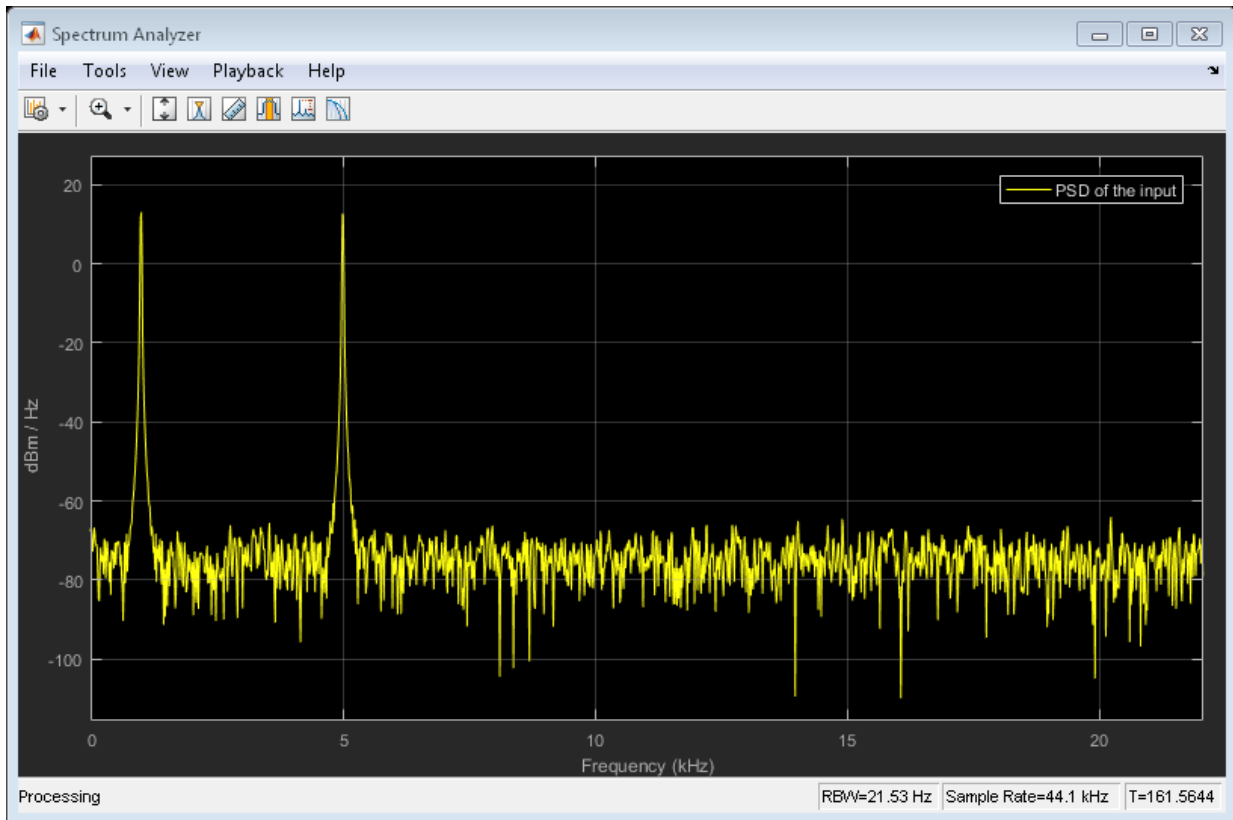 Spectrum Analyzer
File Tools View Playback Help
PSD of the input
20
0
-20
-40
-60
-80
-100
dBm / Hz
0 5 10 15 20
Frequency (kHz)
Processing RBW=21.53 Hz Sample Rate=44.1 kHz T=161.5644